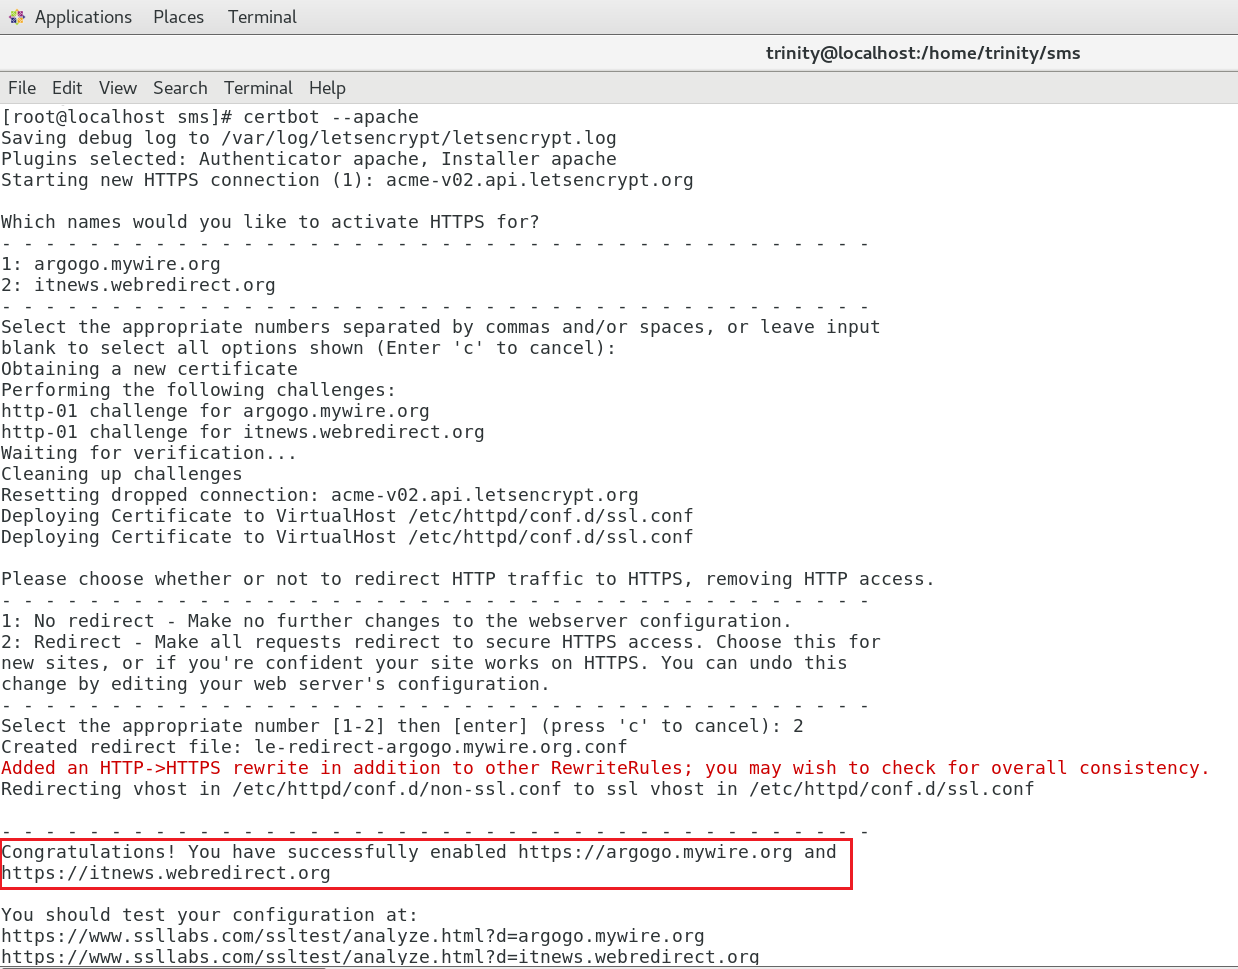 Applications Places Terminal
trinity@localhost:/home/trinity/sms
File Edit View Search Terminal Help
[root@localhost sms]# certbot --apache
Saving debug log to /var/log/letsencrypt/letsencrypt.log
Plugins selected: Authenticator apache, Installer apache
Starting new HTTPS connection (1): acme-v02.api.letsencrypt.org
Which names would you like to activate HTTPS for?
- - - - - - - - - - - - - - - - - - - - - - - - - - - - - - - - - - - - - - - -
1: argogo.mywire.org
2: itnews.webredirect.org
- - - - - - - - - - - - - - - - - - - - - - - - - - - - - - - - - - - - - - - -
Select the appropriate numbers separated by commas and/or spaces, or leave input
blank to select all options shown (Enter 'c' to cancel):
Obtaining a new certificate
Performing the following challenges:
http-01 challenge for argogo.mywire.org
http-01 challenge for itnews.webredirect.org
Waiting for verification...
Cleaning up challenges
Resetting dropped connection: acme-v02.api.letsencrypt.org
Deploying Certificate to VirtualHost /etc/httpd/conf.d/ssl.conf
Deploying Certificate to VirtualHost /etc/httpd/conf.d/ssl.conf
Please choose whether or not to redirect HTTP traffic to HTTPS, removing HTTP access.
- - - - - - - - - - - - - - - - - - - - - - - - - - - - - - - - - - - - - - - -
1: No redirect - Make no further changes to the webserver configuration.
2: Redirect - Make all requests redirect to secure HTTPS access. Choose this for
new sites, or if you're confident your site works on HTTPS. You can undo this
change by editing your web server's configuration.
- - - - - - - - - - - - - - - - - - - - - - - - - - - - - - - - - - - - - - - -
Select the appropriate number [1-2] then [enter] (press 'c' to cancel): 2
Created redirect file: le-redirect-argogo.mywire.org.conf
Added an HTTP->HTTPS rewrite in addition to other RewriteRules; you may wish to check for overall consistency.
Redirecting vhost in /etc/httpd/conf.d/non-ssl.conf to ssl vhost in /etc/httpd/conf.d/ssl.conf
- - - - - - - - - - - - - - - - - - - - - - - - - - - - - - - - - - - - - - - -
Congratulations! You have successfully enabled https://argogo.mywire.org and
https://itnews.webredirect.org
You should test your configuration at:
https://www.ssllabs.com/ssltest/analyze.html?d=argogo.mywire.org
https://www.ssllabs.com/ssltest/analyze.html?d=itnews.webredirect.org